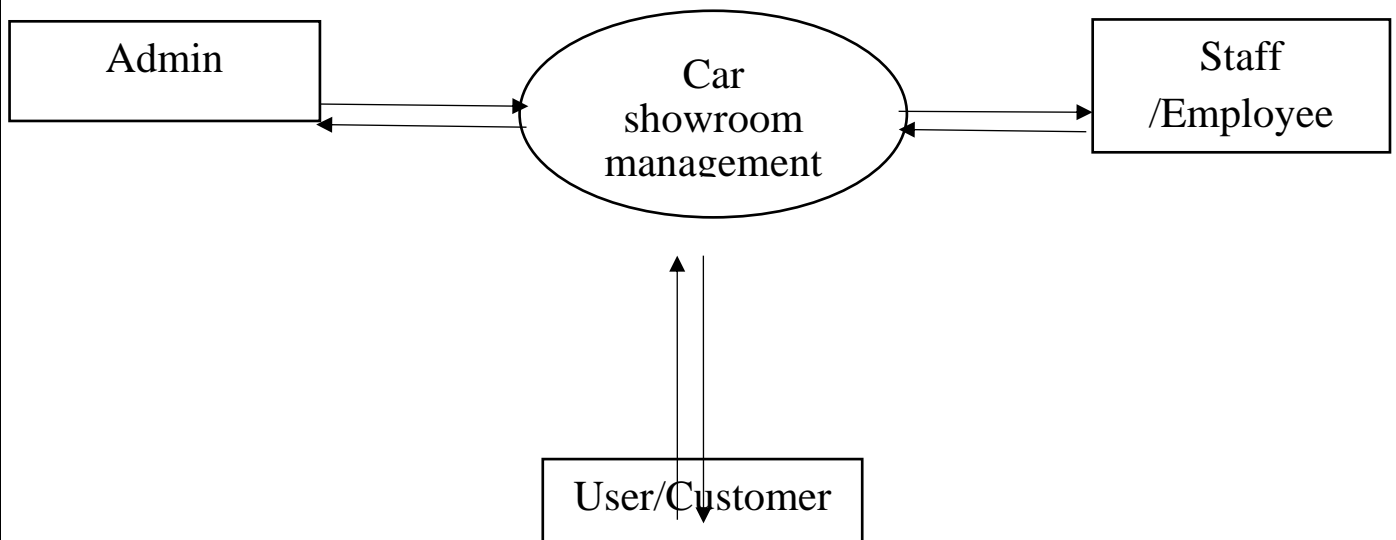 Admin
Car
showroom
management
Staff
/Employee
User/Customer